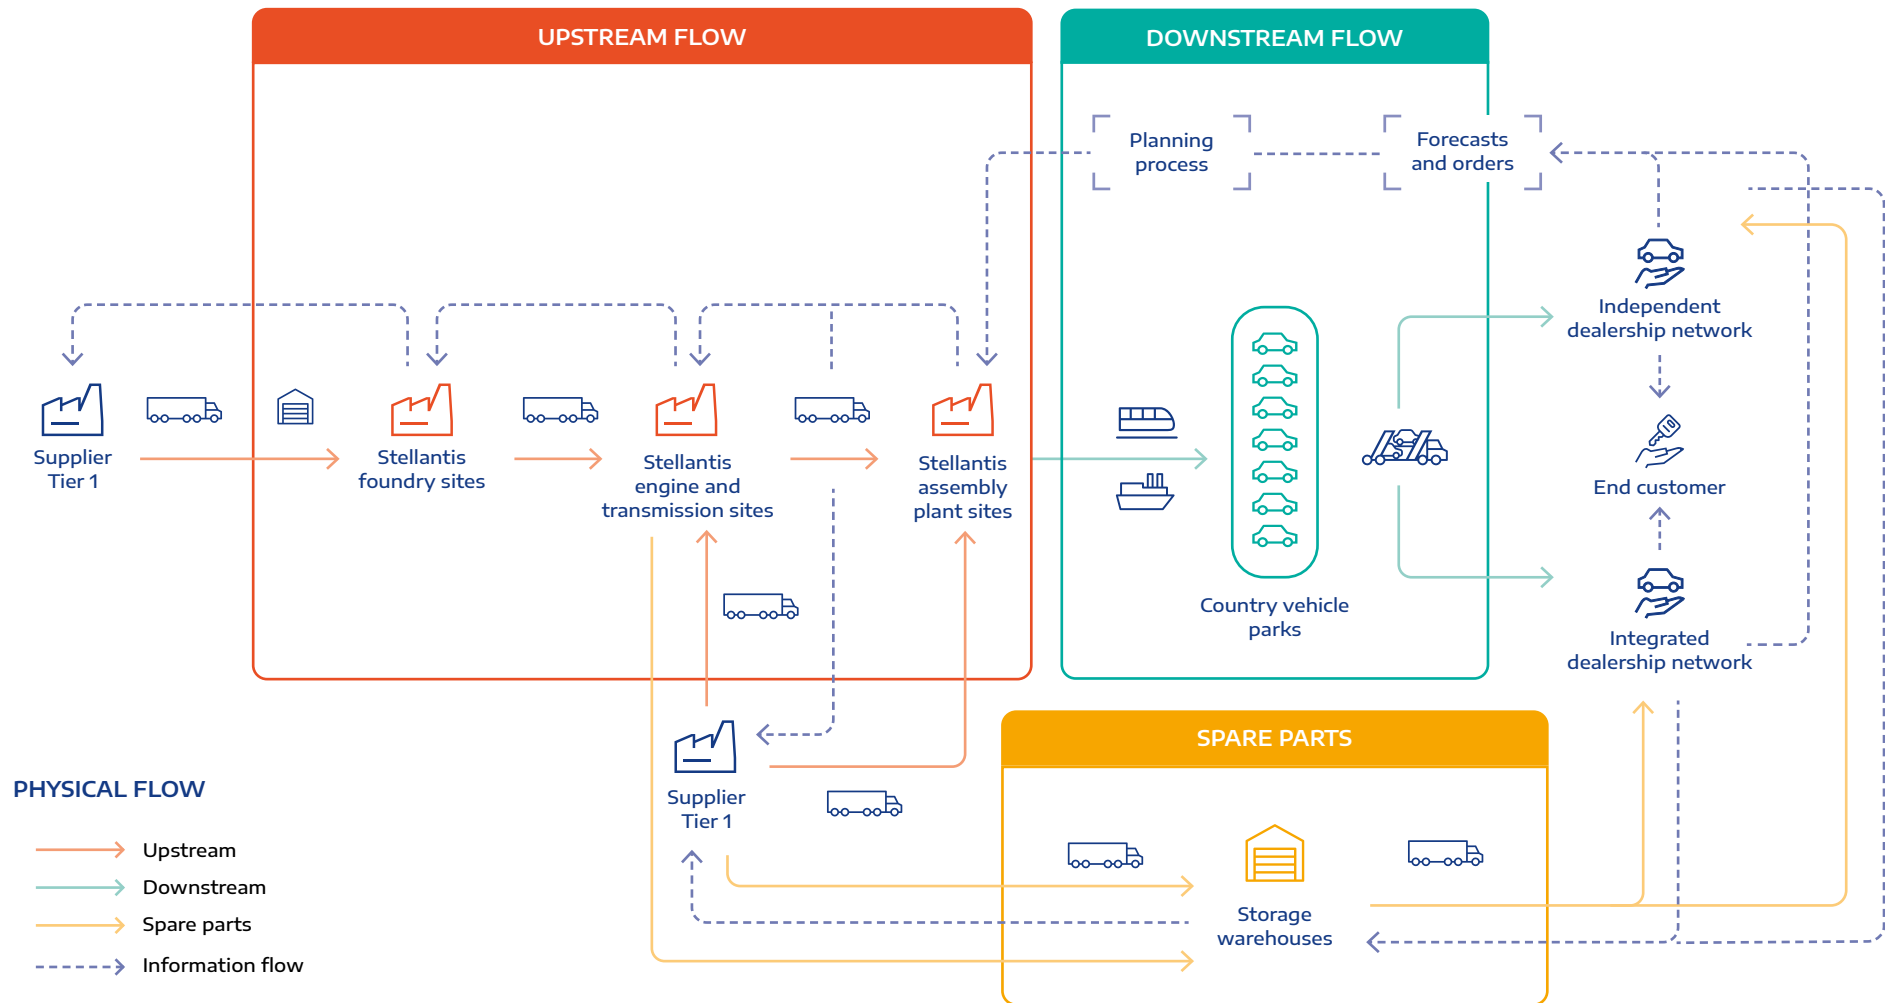 UPSTREAM FLOW
DOWNSTREAM FLOW
Planning
process
Forecasts
and orders
Independent
dealership network
Supplier
Tier 1
Stellantis
foundry sites
Stellantis
engine and
transmission sites
Stellantis
assembly
plant sites
End customer
Country vehicle
parks
Integrated
dealership network
SPARE PARTS
Supplier
Tier 1
Storage
warehouses
PHYSICAL FLOW
Upstream
Downstream
Spare parts
Information flow